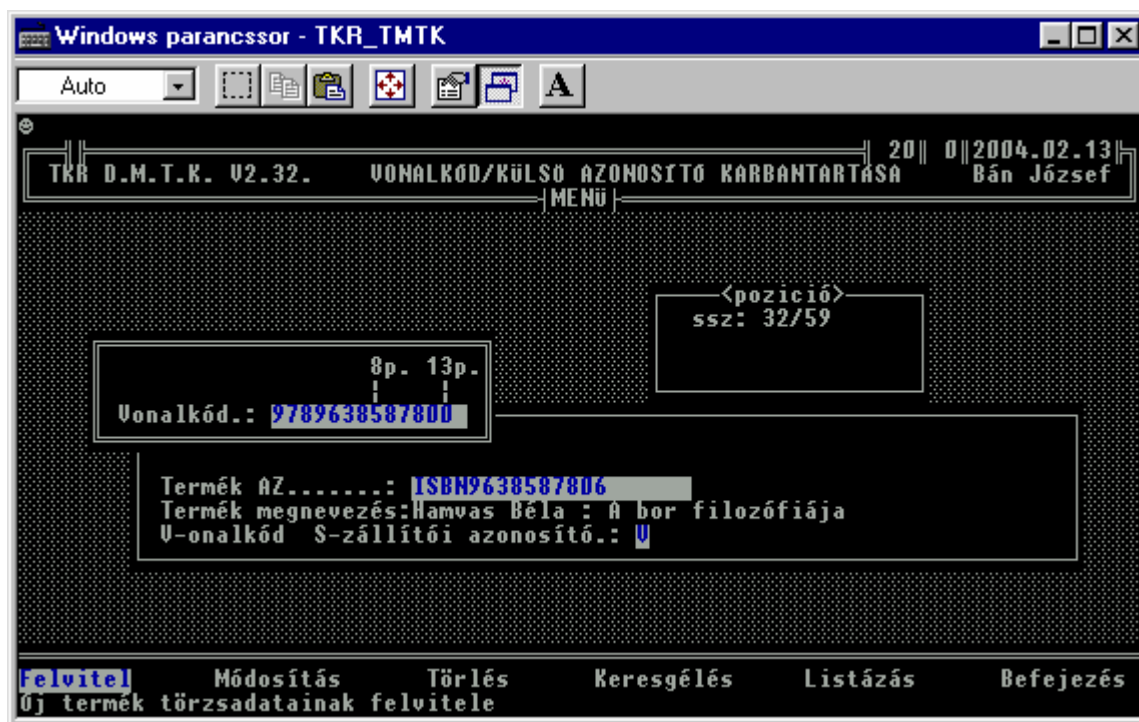 Windows parancssor - TKR_TMTK
Auto
A
20 0 2004.02.13
TKR D.M.T.K. V2.32. VONALKÓD/KÜLSŐ AZONOSÍTÓ KARBANTARTÁSA Bán József
MENÜ
<pozició>
ssz: 32/59
8p. 13p.
Vonalkód.: 9789638587800
Termék AZ.......: ISBN9638587806
Termék megnevezés:Hamvas Béla : A bor filozófiája
V-onalkód S-zállítói azonosító.: V
Felvitel Módosítás Törlés Keresgélés Listázás Befejezés
Új termék törzsadatainak felvitele